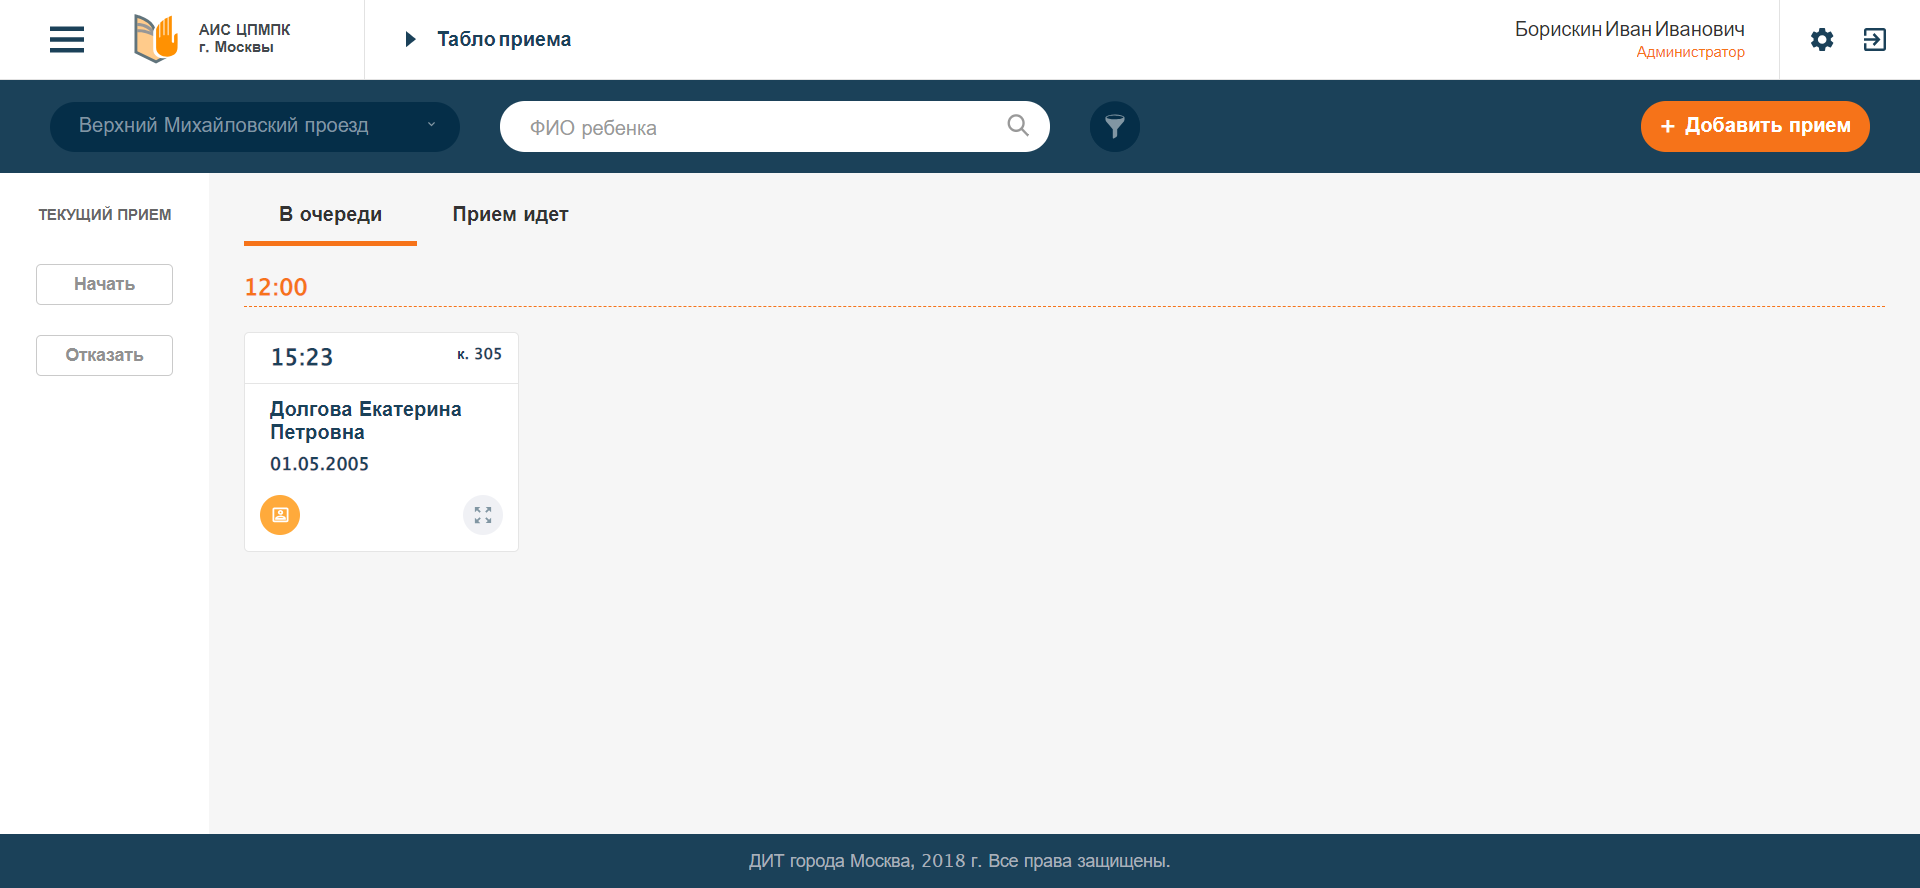 АИС ЦПМПК
г. Москвы
Табло приема
Борискин Иван Иванович
Администратор
Верхний Михайловский проезд
ФИО ребенка
+ Добавить прием
ТЕКУЩИЙ ПРИЕМ
Начать
Отказать
В очереди
Прием идет
12:00
15:23
к. 305
Долгова Екатерина
Петровна
01.05.2005
ДИТ города Москва, 2018 г. Все права защищены.